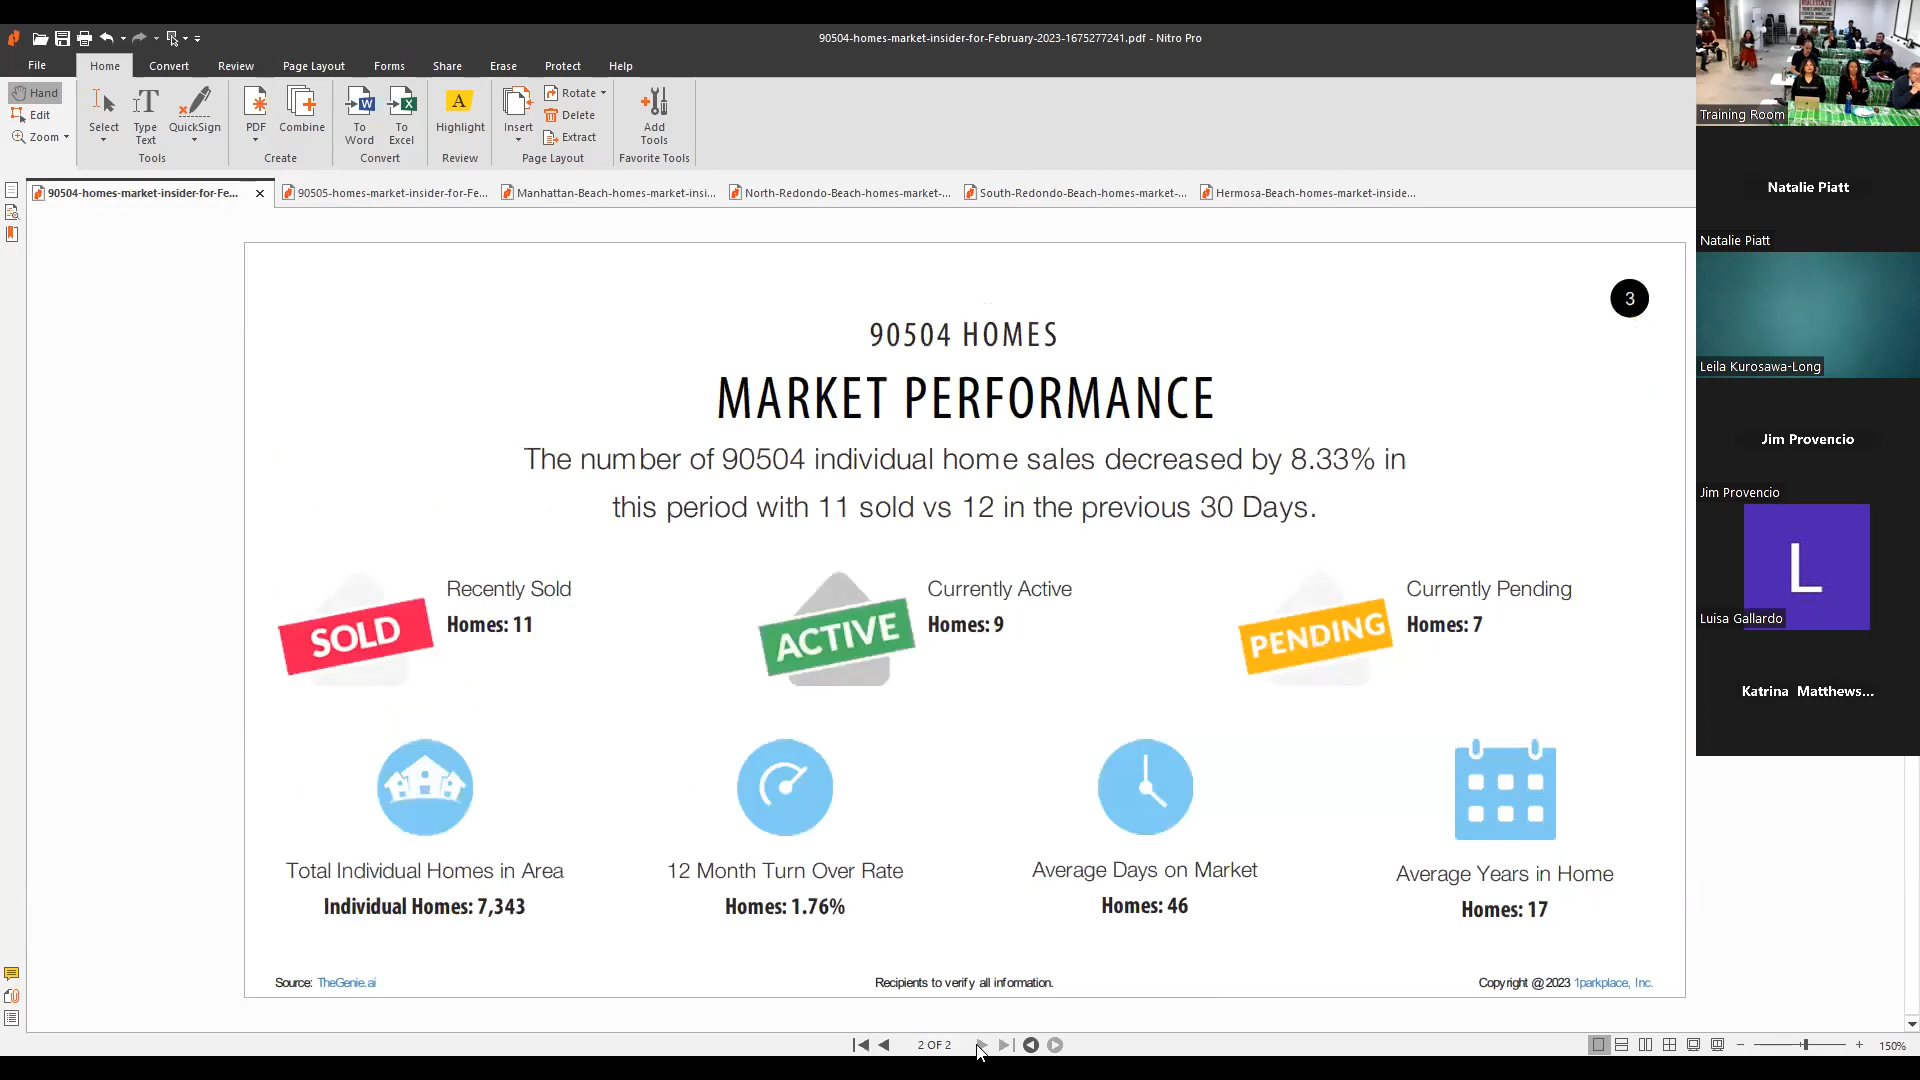 90504-homes-market-insider-for-February-2023-1675277241.pdf - Nitro Pro
File
Home
Convert
Review
Page Layout
Forms
Share
Erase
Protect
Help
Hand
Edit
Zoom
Select
Type
Text
QuickSign
Tools
PDF
Combine
Create
To
Word
To
Excel
Convert
Highlight
Review
Insert
Rotate
Delete
Extract
Page Layout
Add
Tools
Favorite Tools
90504-homes-market-insider-for-Fe...
90505-homes-market-insider-for-Fe...
Manhattan-Beach-homes-market-insi...
North-Redondo-Beach-homes-market-...
South-Redondo-Beach-homes-market-...
Hermosa-Beach-homes-market-inside...
3
90504 HOMES
MARKET PERFORMANCE
The number of 90504 individual home sales decreased by 8.33% in
this period with 11 sold vs 12 in the previous 30 Days.
SOLD
Recently Sold
Homes: 11
ACTIVE
Currently Active
Homes: 9
PENDING
Currently Pending
Homes: 7
Total Individual Homes in Area
Individual Homes: 7,343
12 Month Turn Over Rate
Homes: 1.76%
Average Days on Market
Homes: 46
Average Years in Home
Homes: 17
Source: TheGenie.ai
Recipients to verify all information.
Copyright @ 2023 1parkplace, Inc.
2 OF 2
150%
Training Room
Natalie Piatt
Natalie Piatt
Leila Kurosawa-Long
Jim Provencio
Jim Provencio
L
Luisa Gallardo
Katrina Matthews...